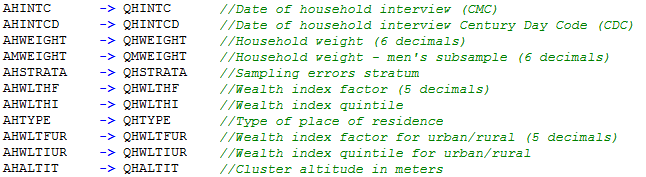 AHINTC -> QHINTC //Date of household interview (CMC)
AHINTCD -> QHINTCD //Date of household interview Century Day Code (CDC)
AHWEIGHT -> QHWEIGHT //Household weight (6 decimals)
AMWEIGHT -> QMWEIGHT //Household weight - men's subsample (6 decimals)
AHSTRATA -> QHSTRATA //Sampling errors stratum
AHWLTHF -> QHWLTHF //Wealth index factor (5 decimals)
AHWLTHI -> QHWLTHI //Wealth index quintile
AHTYPE -> QHTYPE //Type of place of residence
AHWLTFUR -> QHWLTFUR //Wealth index factor for urban/rural (5 decimals)
AHWLTIUR -> QHWLTIUR //Wealth index quintile for urban/rural
AHALTIT -> QHALTIT //Cluster altitude in meters